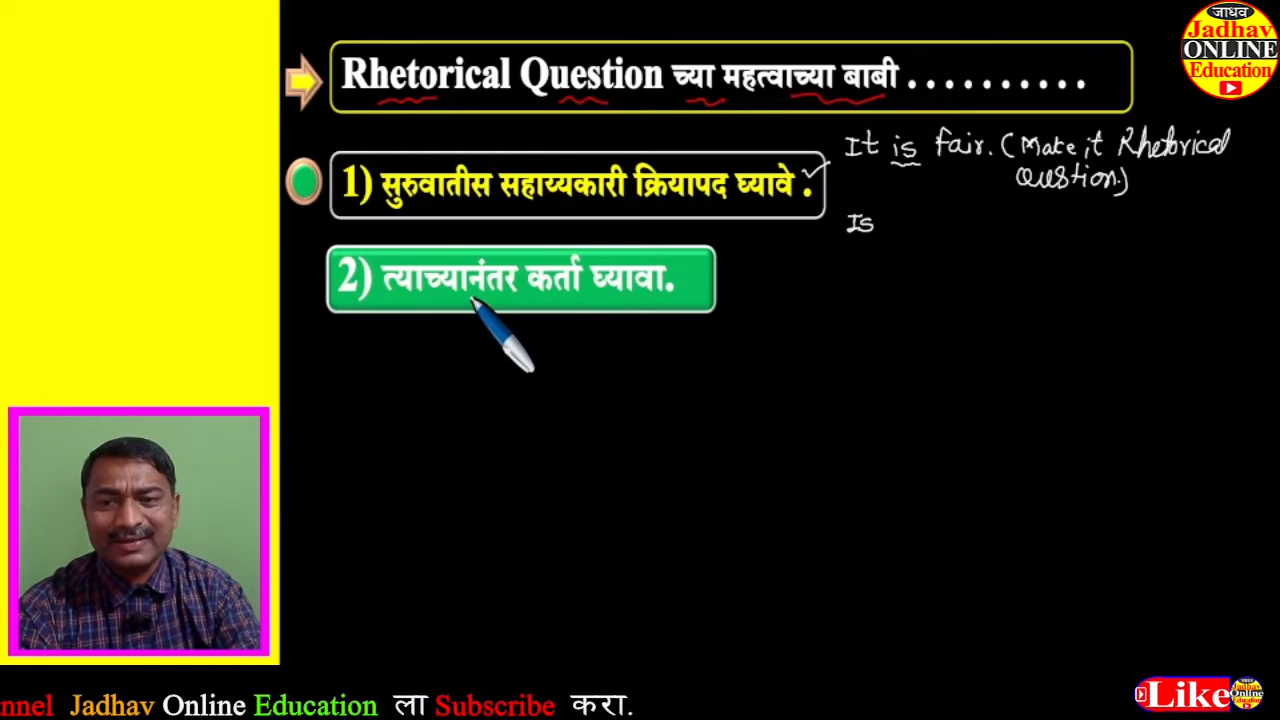 जाधव
Jadhav
ONLINE
Education
Rhetorical Question च्या महत्वाच्या बाबी . . . . . . . . . .
It is fair. (Make it Rhetorical
Question.)
1) सुरुवातीस सहाय्यकारी क्रियापद घ्यावे .
Is
2) त्याच्यानंतर कर्ता घ्यावा.
nnel Jadhav Online Education ला Subscribe करा.
Like